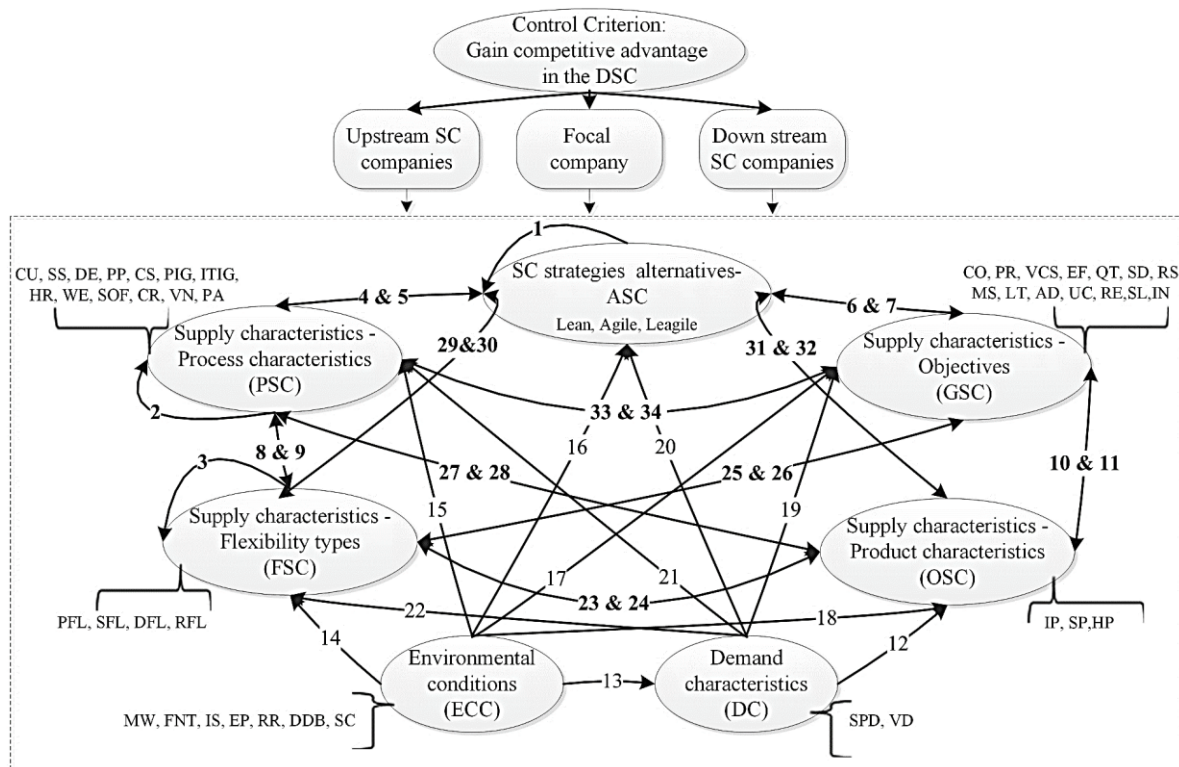 Control Criterion:
Gain competitive advantage
in the DSC
Upstream SC
companies
Focal
company
Down stream
SC companies
1
SC strategies alternatives-
ASC
Lean, Agile, Leagile
CU, SS, DE, PP, CS, PIG, ITIG,
HR, WE, SOF, CR, VN, PA
CO, PR, VCS, EF, QT, SD, RS
MS, LT, AD, UC, RE,SL,IN
4 & 5
6 & 7
Supply characteristics -
Process characteristics
(PSC)
29&30
31 & 32
Supply characteristics -
Objectives
(GSC)
2
33 & 34
8 & 9
16
20
3
27 & 28
25 & 26
10 & 11
15
19
Supply characteristics -
Flexibility types
(FSC)
Supply characteristics -
Product characteristics
(OSC)
17
21
23 & 24
22
18
PFL, SFL, DFL, RFL
IP, SP,HP
14
12
Environmental
conditions
(ECC)
13
Demand
characteristics
(DC)
MW, FNT, IS, EP, RR, DDB, SC
SPD, VD